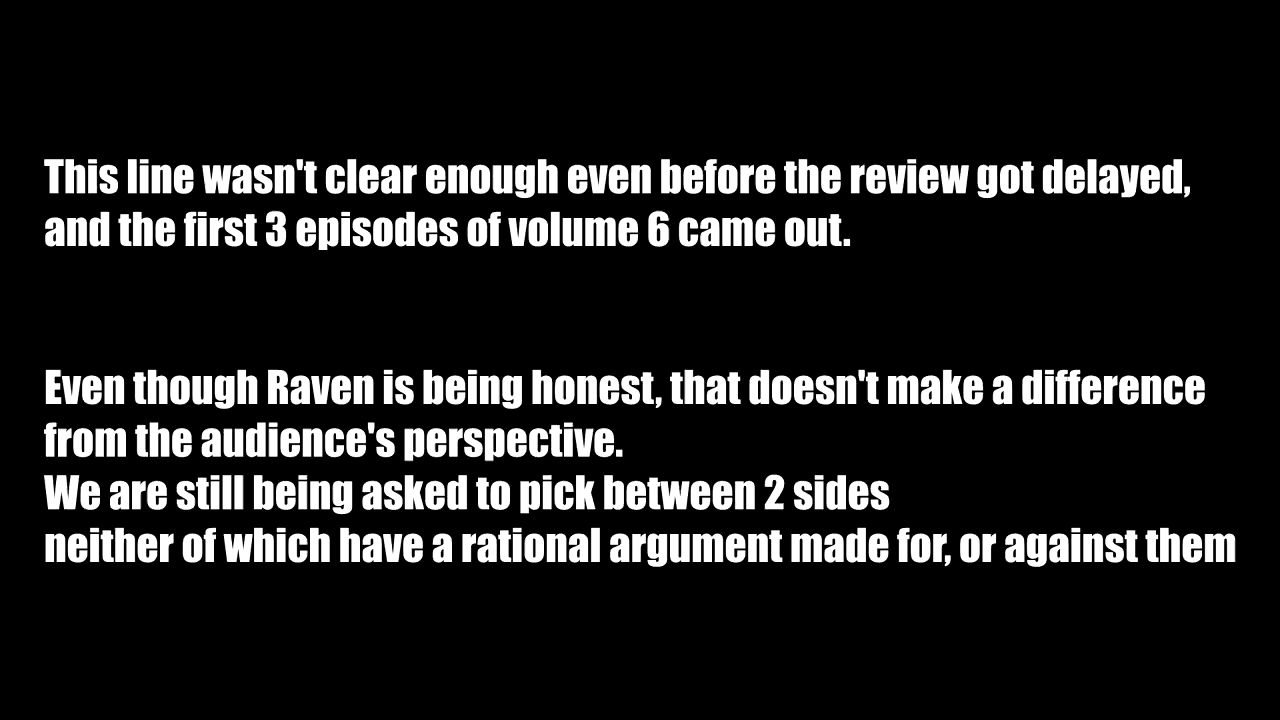 This line wasn't clear enough even before the review got delayed,
and the first 3 episodes of volume 6 came out.
Even though Raven is being honest, that doesn't make a difference
from the audience's perspective.
We are still being asked to pick between 2 sides
neither of which have a rational argument made for, or against them